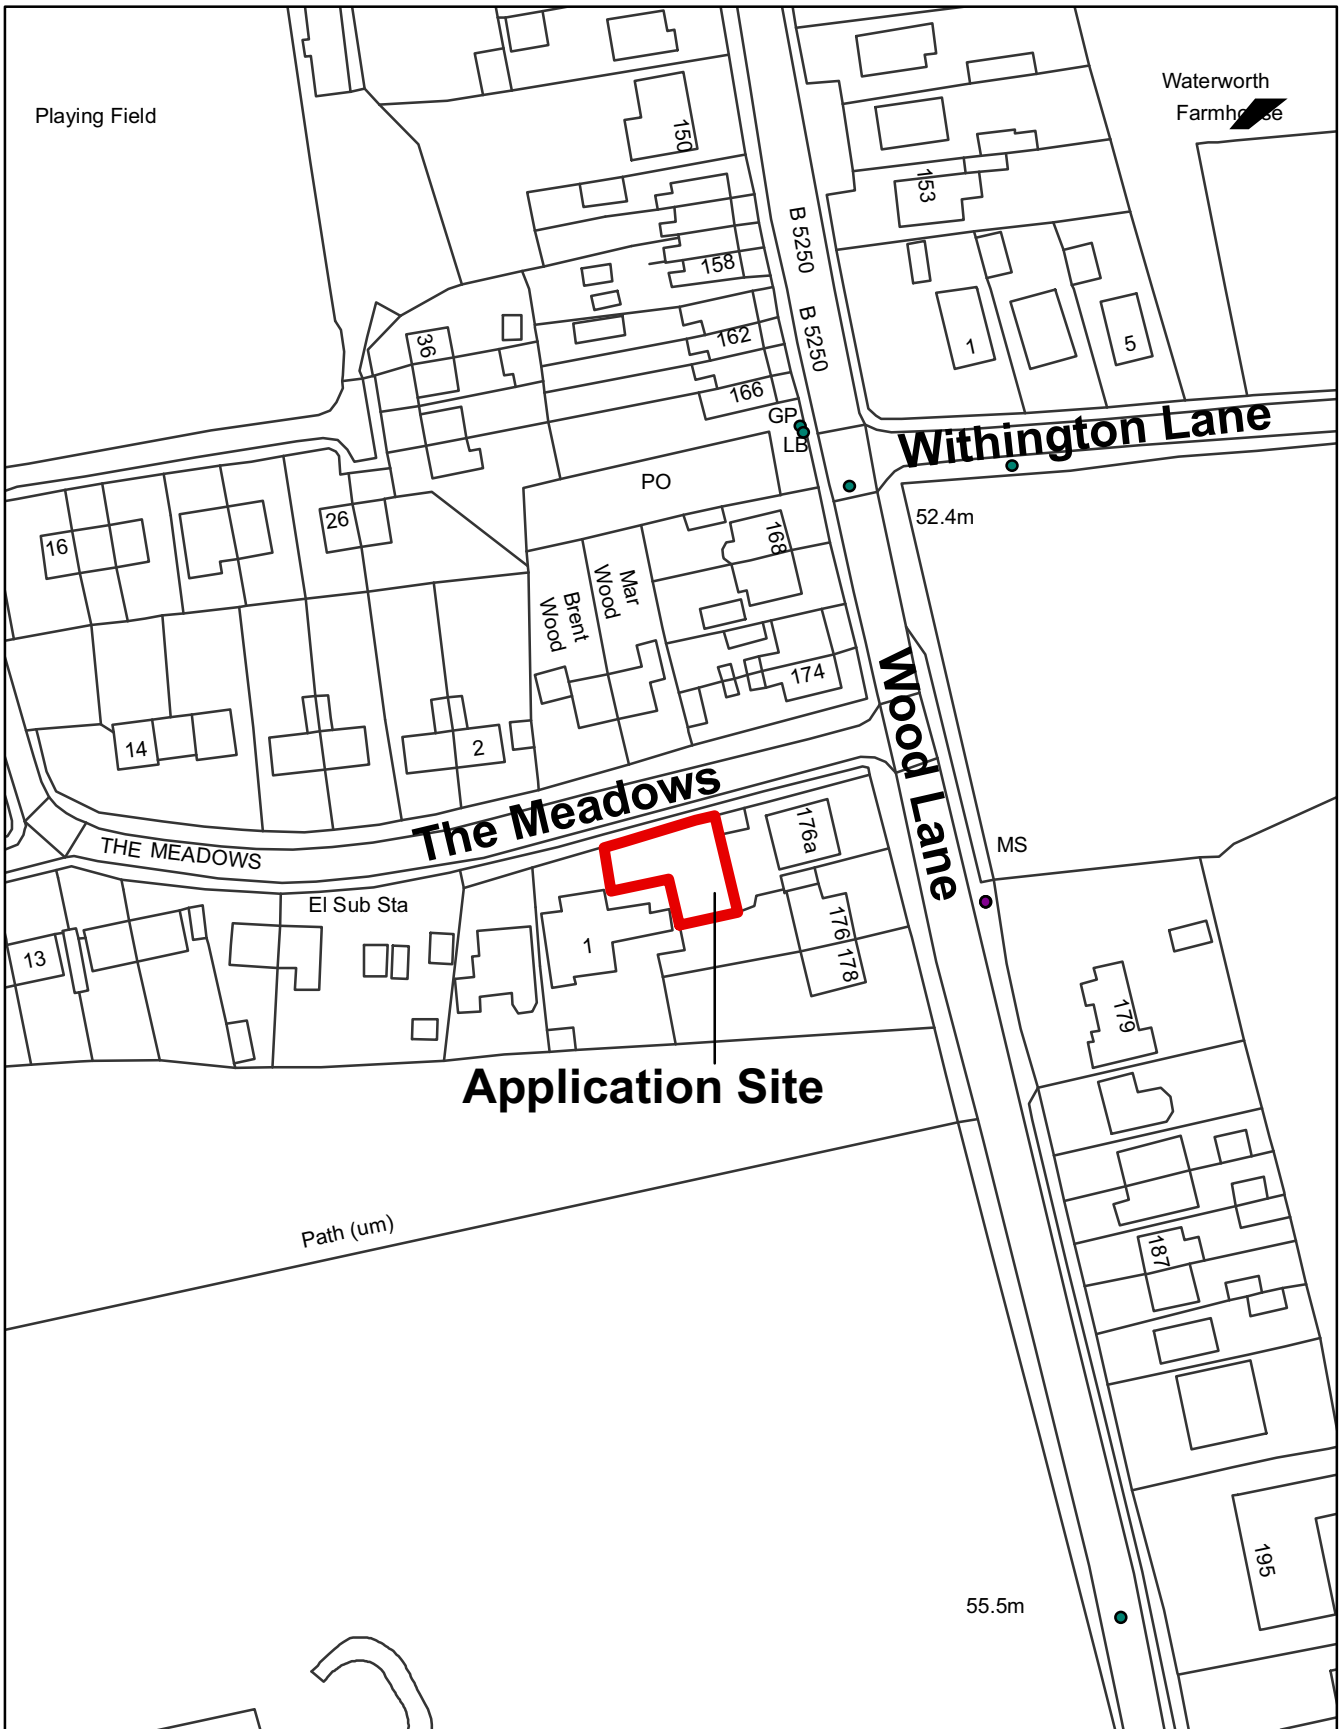 Waterworth
Playing Field
150
153
B 5250
158
B 5250
36
162
1
5
166
GP
LB
Withington Lane
PO
26
52.4m
168
16
Mar
Wood
Brent
Wood
174
Wood Lane
2
14
The Meadows
176a
THE MEADOWS
MS
El Sub Sta
1
176
13
178
179
Application Site
Path (um)
187
195
55.5m